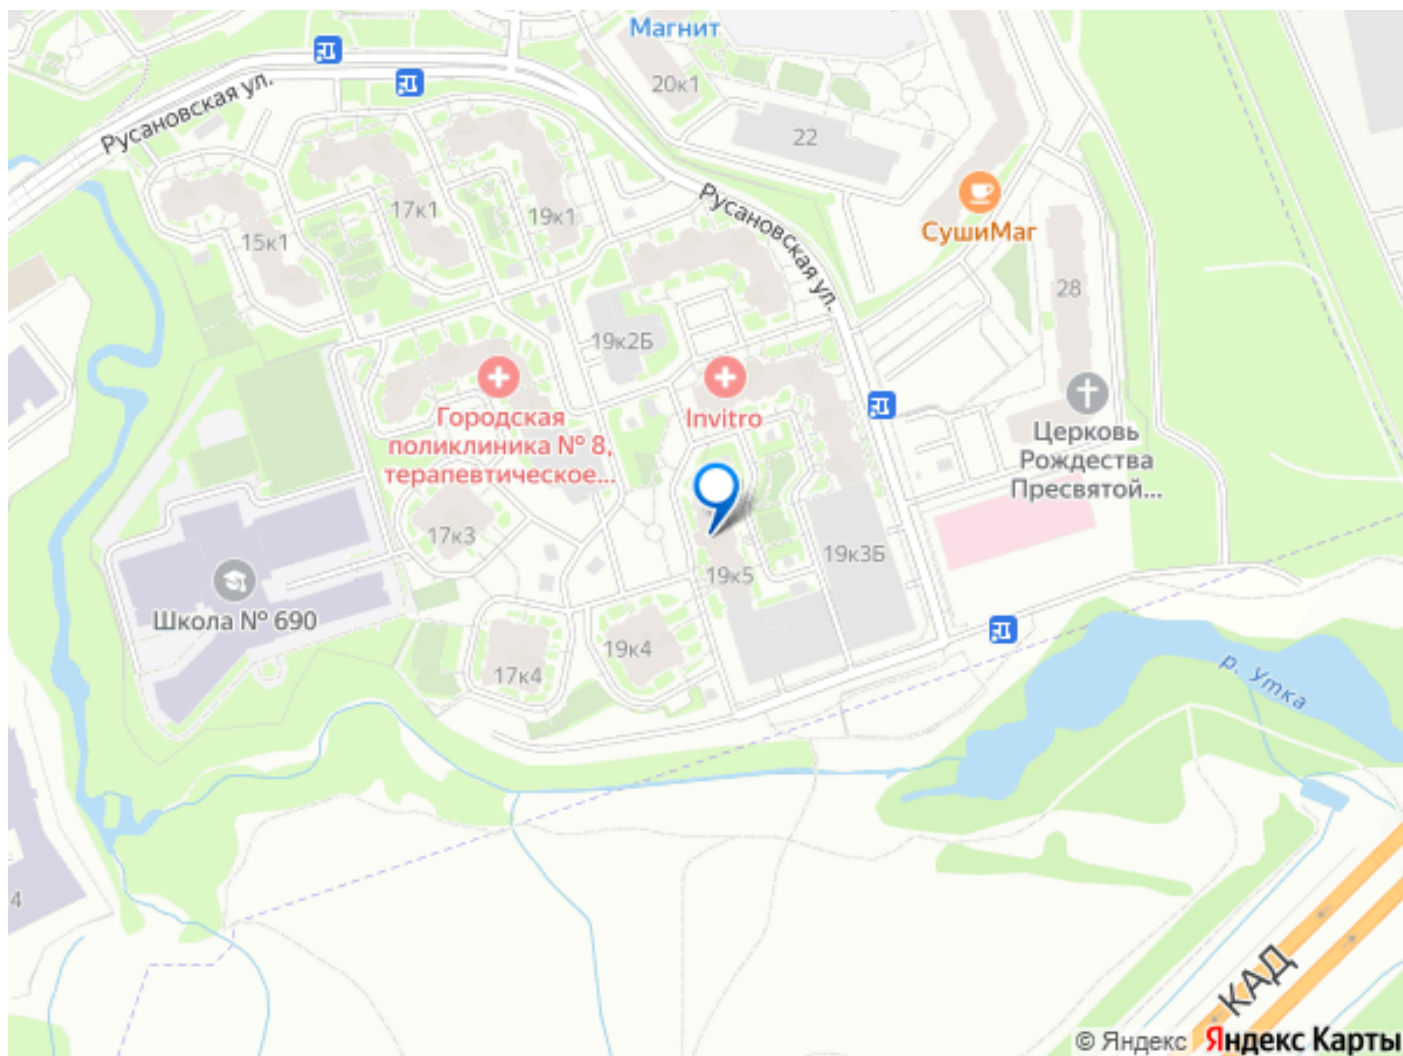 Магнит
20к1
Русановская ул.
22
17к1
19к1
Русановская ул.
СушиМаг
15к1
28
19к2Б
Городская
поликлиника № 8,
терапевтическое...
Invitro
Церковь
Рождества
Пресвятой...
17к3
19к3Б
19к5
Школа № 690
19к4
17к4
р. Утка
4
КАД
© Яндекс Яндекс Карты